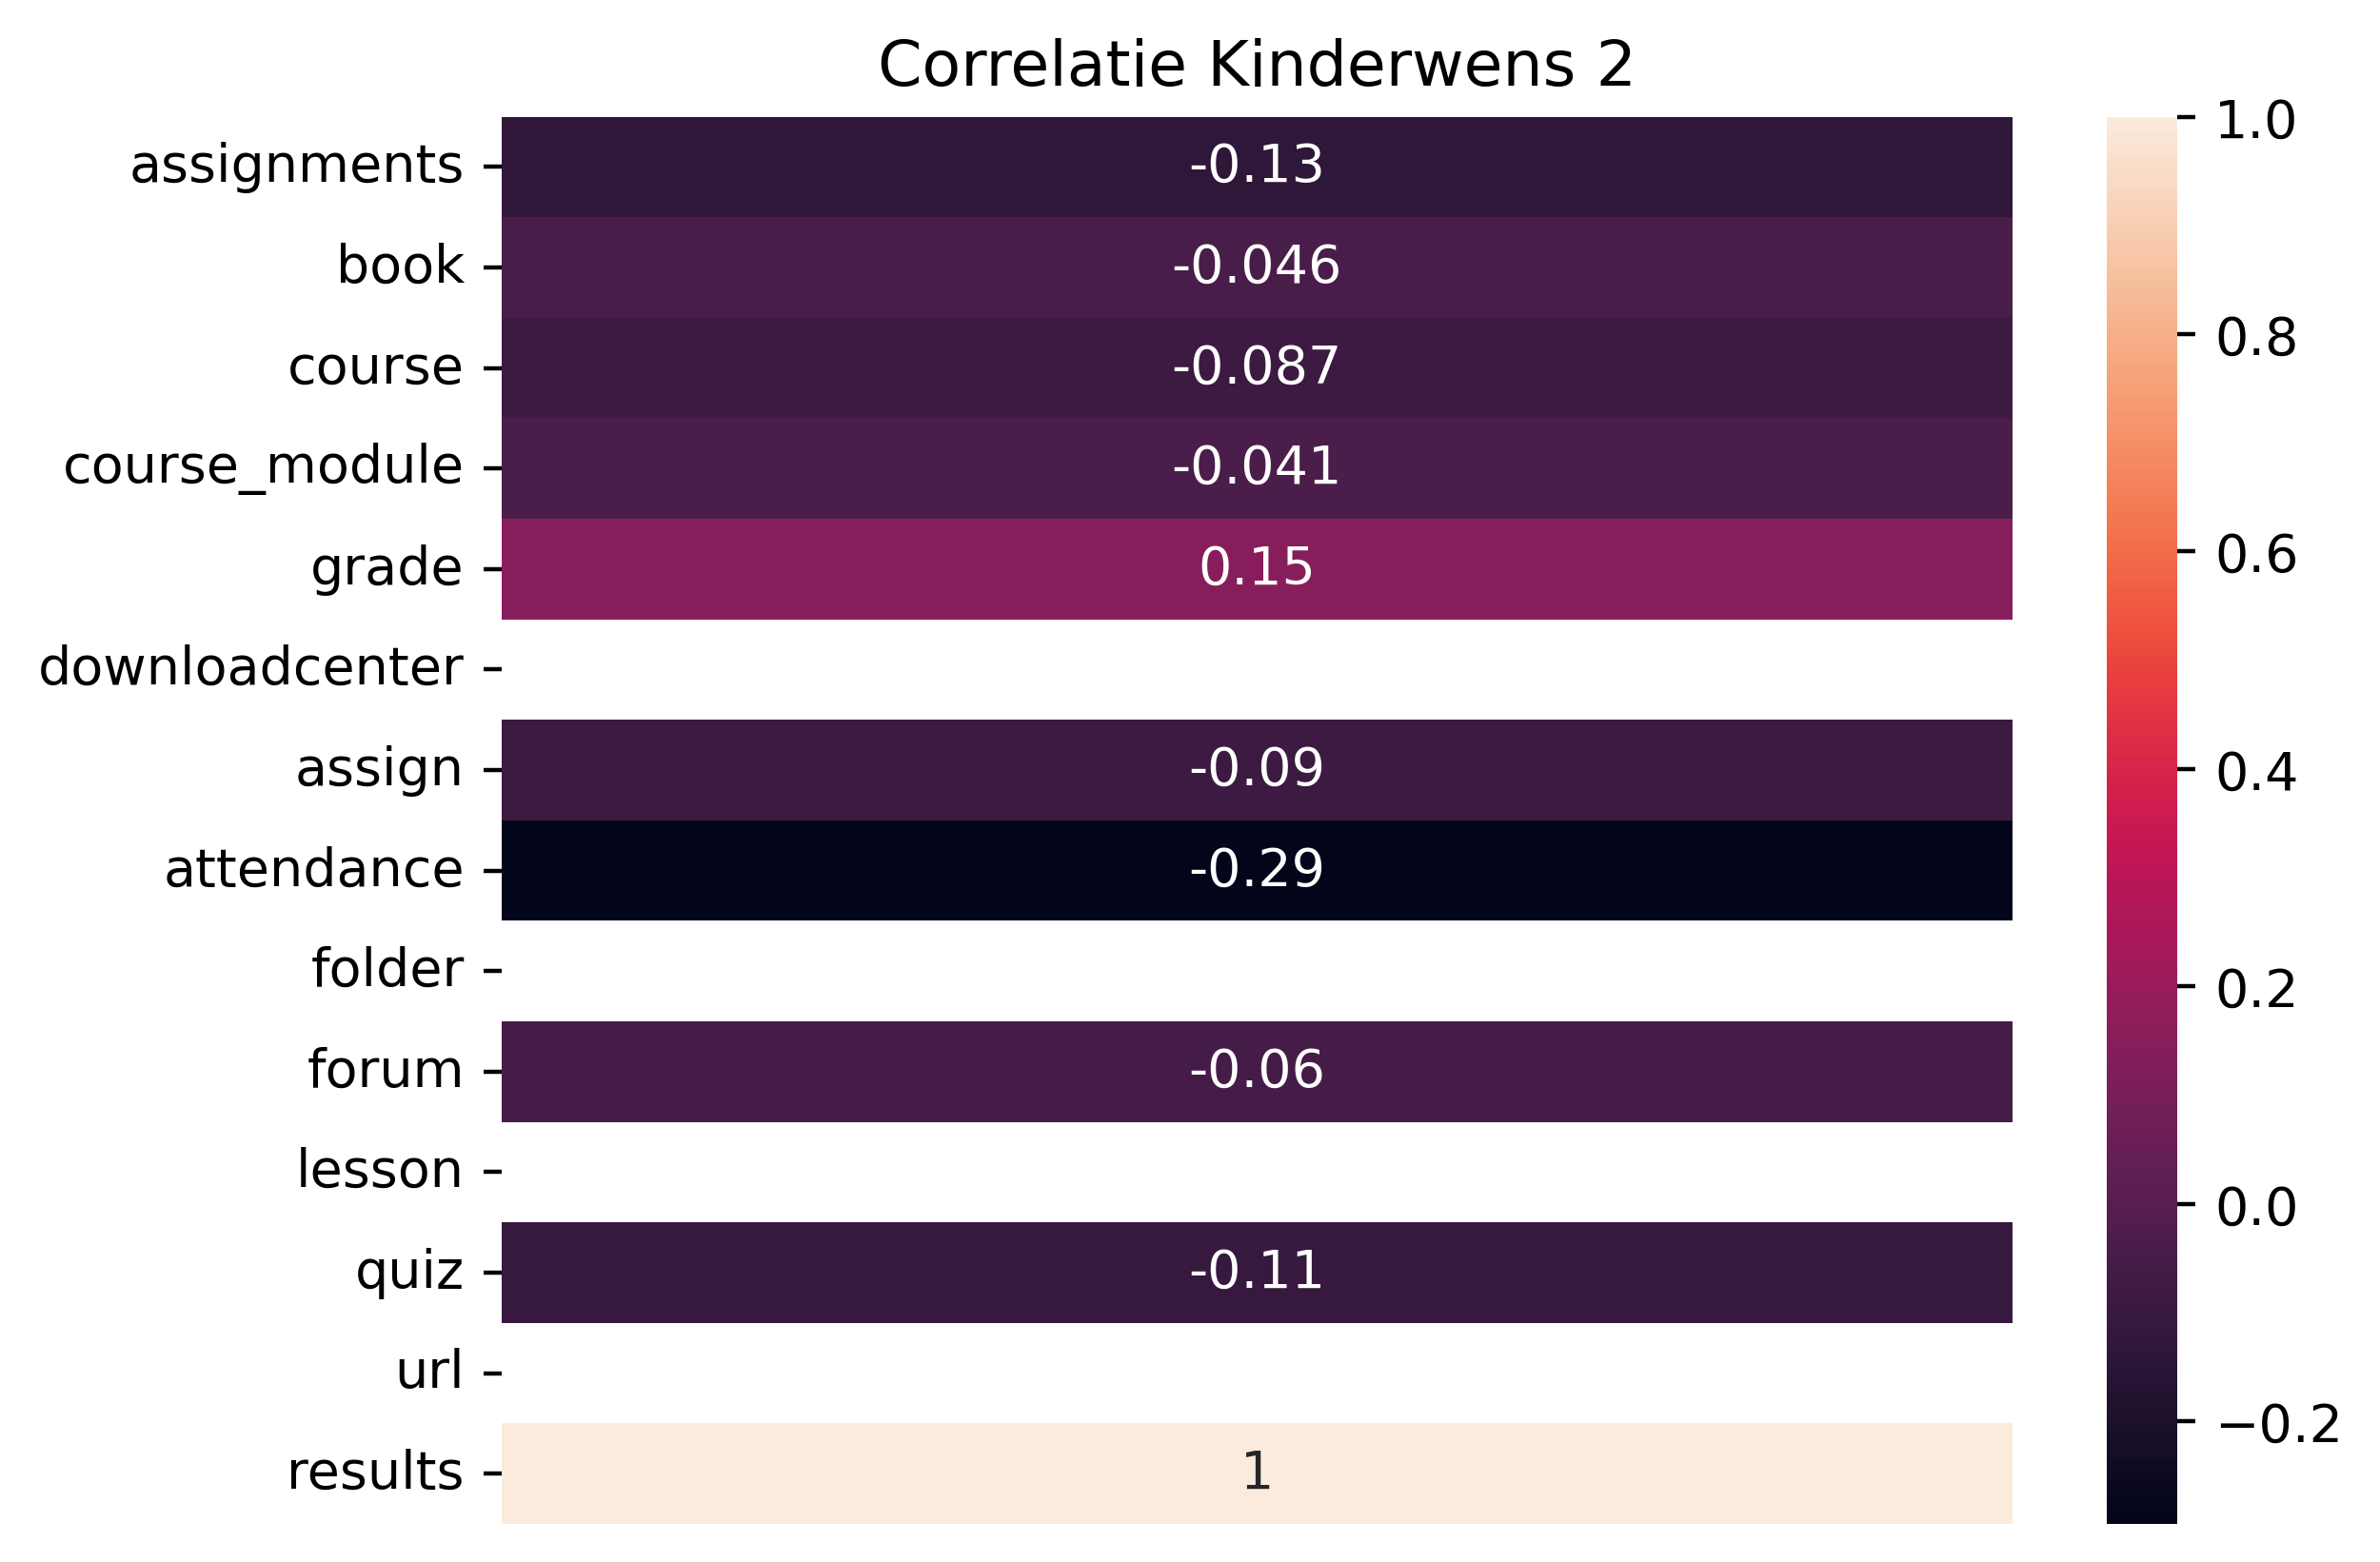 Correlatie Kinderwens 2
assignments -0.13
book -0.046
course -0.087
course_module -0.041
grade 0.15
downloadcenter
assign -0.09
attendance -0.29
folder
forum -0.06
lesson
quiz -0.11
url
results 1
1.0
0.8
0.6
0.4
0.2
0.0
−0.2